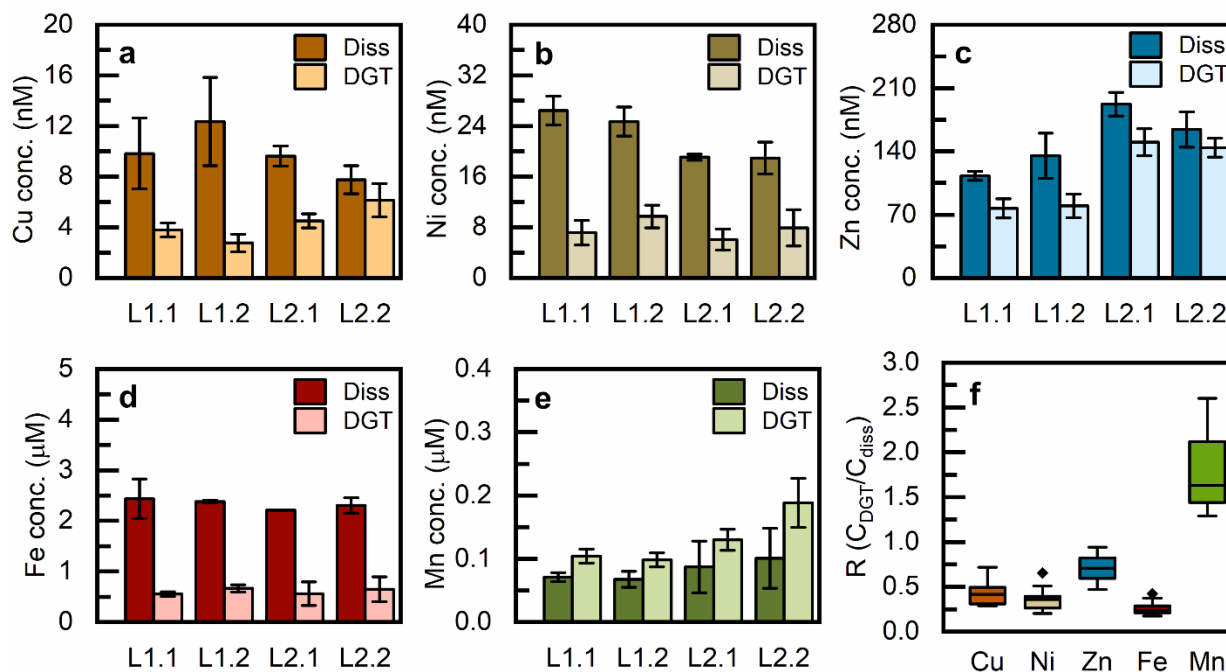 a
Diss
DGT
Cu conc. (nM)
20
16
12
8
4
0
L1.1 L1.2 L2.1 L2.2
b
Diss
DGT
Ni conc. (nM)
40
32
24
16
8
0
L1.1 L1.2 L2.1 L2.2
c
Diss
DGT
Zn conc. (nM)
280
210
140
70
0
L1.1 L1.2 L2.1 L2.2
d
Diss
DGT
Fe conc. (μM)
5
4
3
2
1
0
L1.1 L1.2 L2.1 L2.2
e
Diss
DGT
Mn conc. (μM)
0.4
0.3
0.2
0.1
0.0
L1.1 L1.2 L2.1 L2.2
f
R (C_DGT/C_diss)
3.0
2.5
2.0
1.5
1.0
0.5
0.0
Cu Ni Zn Fe Mn